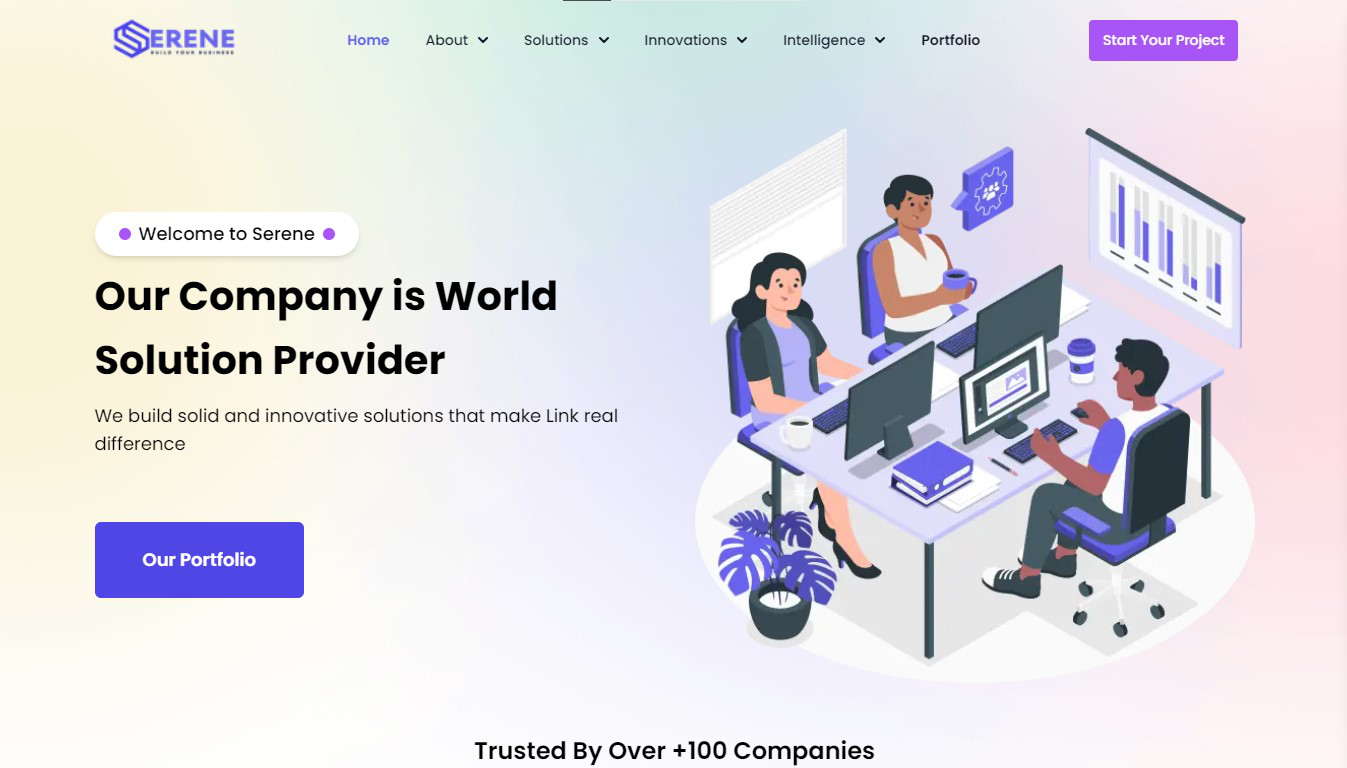 SERENE
BUILD YOUR BUSINESS
Home
About
Solutions
Innovations
Intelligence
Portfolio
Start Your Project
Welcome to Serene
Our Company is World
Solution Provider
We build solid and innovative solutions that make Link real
difference
Our Portfolio
Trusted By Over +100 Companies